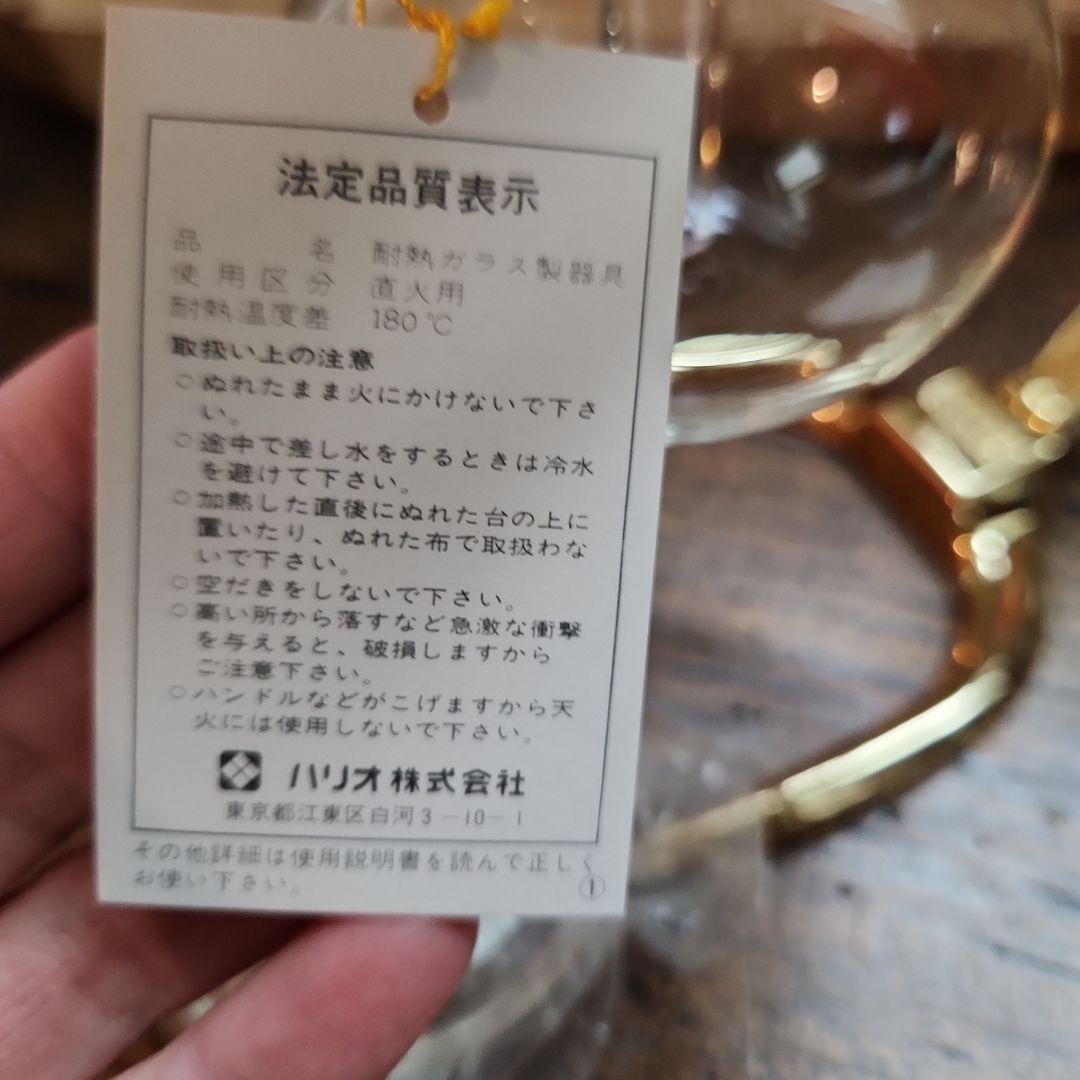 法定品質表示
品名 耐熱ガラス製器具
使用区分 直火用
耐熱温度差 180℃
取扱い上の注意
○ぬれたまま火にかけないで下さ
い。
○途中で差し水をするときは冷水
を避けて下さい。
○加熱した直後にぬれた台の上に
置いたり、ぬれた布で取扱わな
いで下さい。
○空だきをしないで下さい。
○高い所から落すなど急激な衝撃
を与えると、破損しますから
ご注意下さい。
○ハンドルなどがこげますから天
火には使用しないで下さい。
ハリオ株式会社
東京都江東区白河3-10-1
その他詳細は使用説明書を読んで正しく
お使い下さい。
①